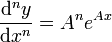 dⁿy/dxⁿ = Aⁿe^{Ax}